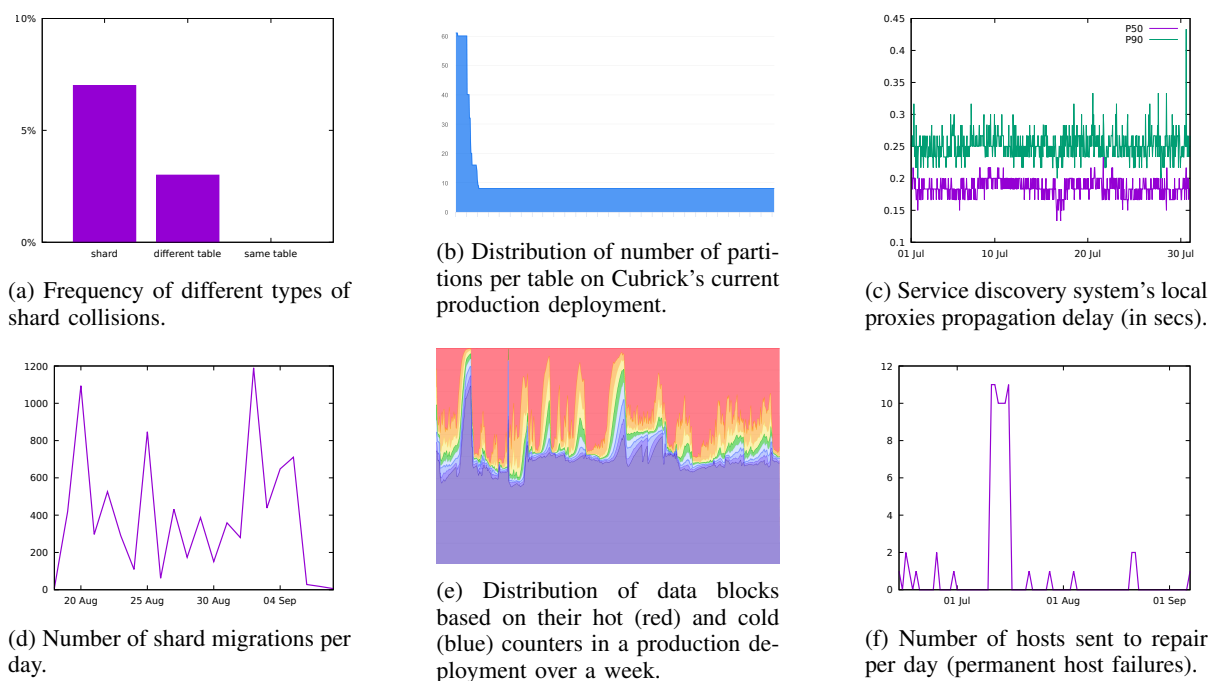 10%
5%
0%
shard different table same table
(a) Frequency of different types of
shard collisions.
60
50
40
30
20
10
0
(b) Distribution of number of parti-
tions per table on Cubrick's current
production deployment.
0.45
0.4
0.35
0.3
0.25
0.2
0.15
0.1
P50
P90
01 Jul 10 Jul 20 Jul 30 Jul
(c) Service discovery system's local
proxies propagation delay (in secs).
1200
1000
800
600
400
200
0
20 Aug 25 Aug 30 Aug 04 Sep
(d) Number of shard migrations per
day.
(e) Distribution of data blocks
based on their hot (red) and cold
(blue) counters in a production de-
ployment over a week.
12
10
8
6
4
2
0
01 Jul 01 Aug 01 Sep
(f) Number of hosts sent to repair
per day (permanent host failures).